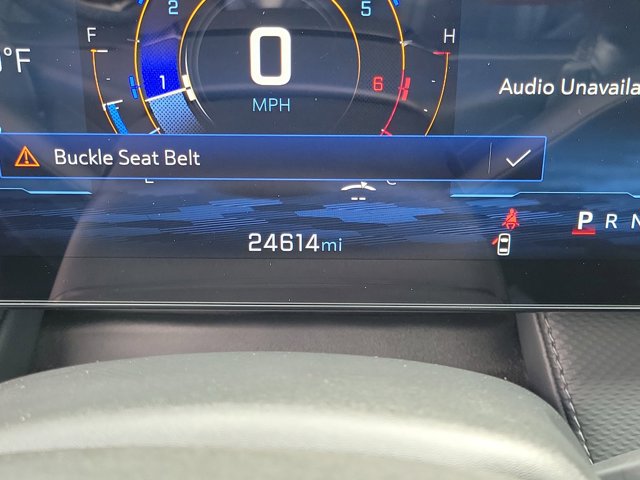 2 5
F H
°F
0
1 6
Audio Unavaila
MPH
Buckle Seat Belt
C
--
24614mi
P R N